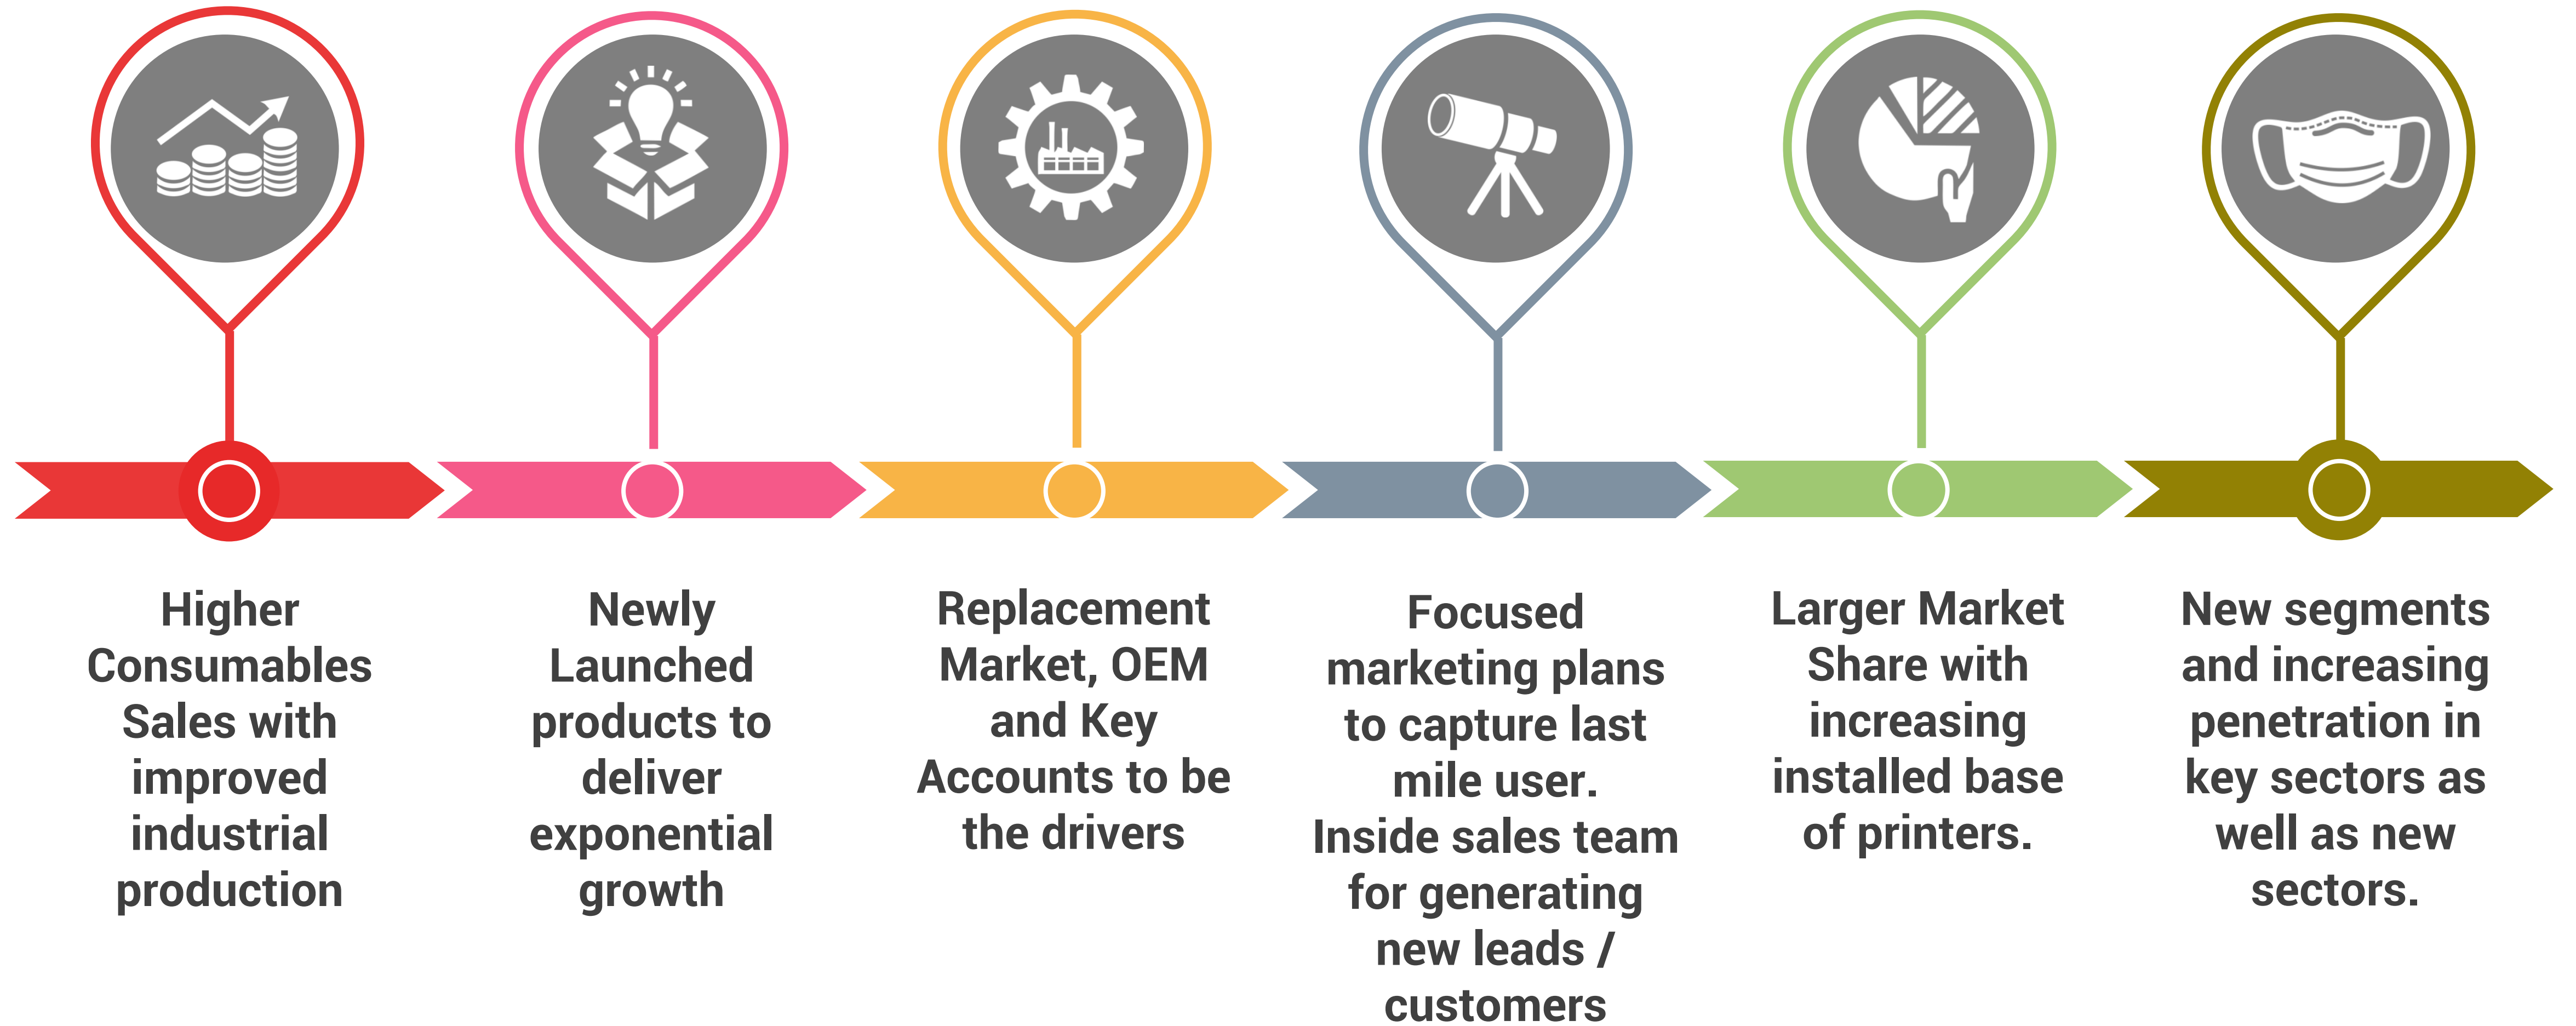 Higher
Consumables
Sales with
improved
industrial
production
Newly
Launched
products to
deliver
exponential
growth
Replacement
Market, OEM
and Key
Accounts to be
the drivers
Focused
marketing plans
to capture last
mile user.
Inside sales team
for generating
new leads /
customers
Larger Market
Share with
increasing
installed base
of printers.
New segments
and increasing
penetration in
key sectors as
well as new
sectors.